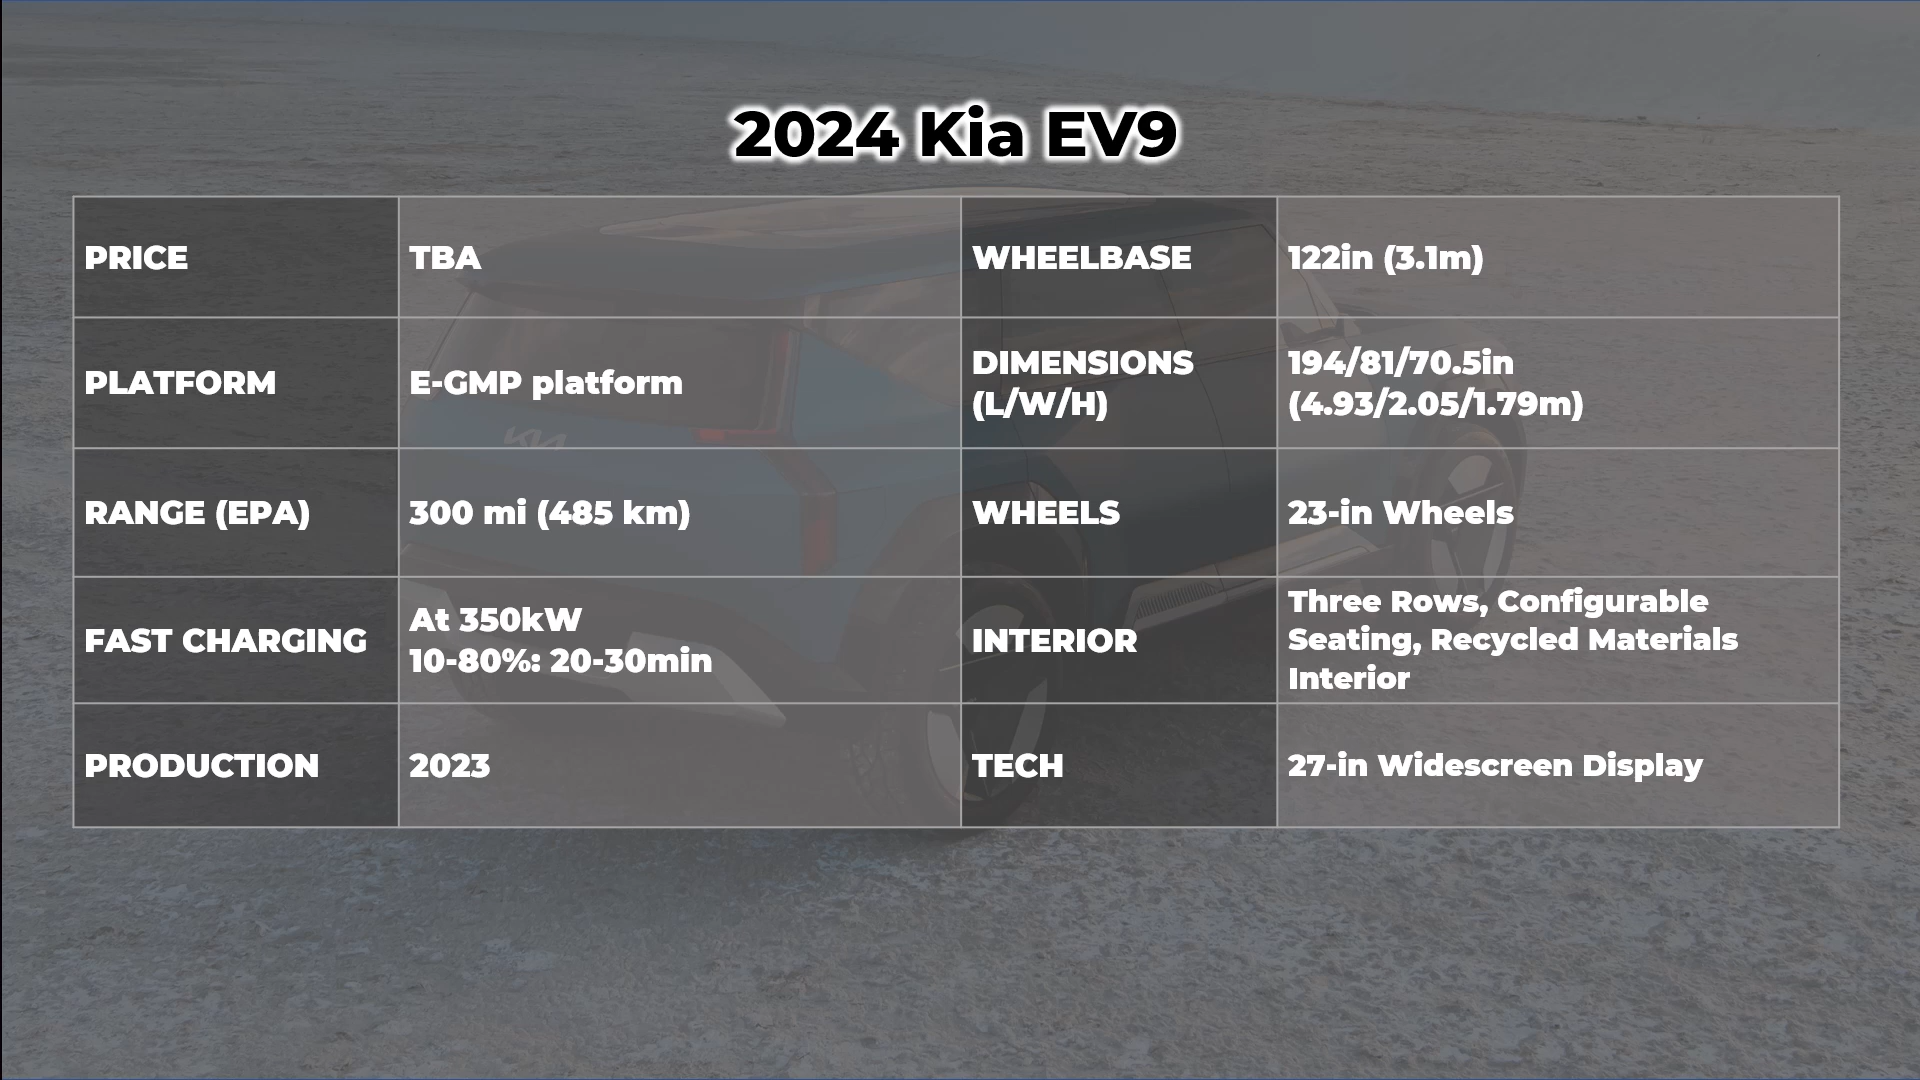 2024 Kia EV9
PRICE
TBA
WHEELBASE
122in (3.1m)
PLATFORM
E-GMP platform
DIMENSIONS
(L/W/H)
194/81/70.5in
(4.93/2.05/1.79m)
RANGE (EPA)
300 mi (485 km)
WHEELS
23-in Wheels
FAST CHARGING
At 350kW
10-80%: 20-30min
INTERIOR
Three Rows, Configurable
Seating, Recycled Materials
Interior
PRODUCTION
2023
TECH
27-in Widescreen Display
KIA